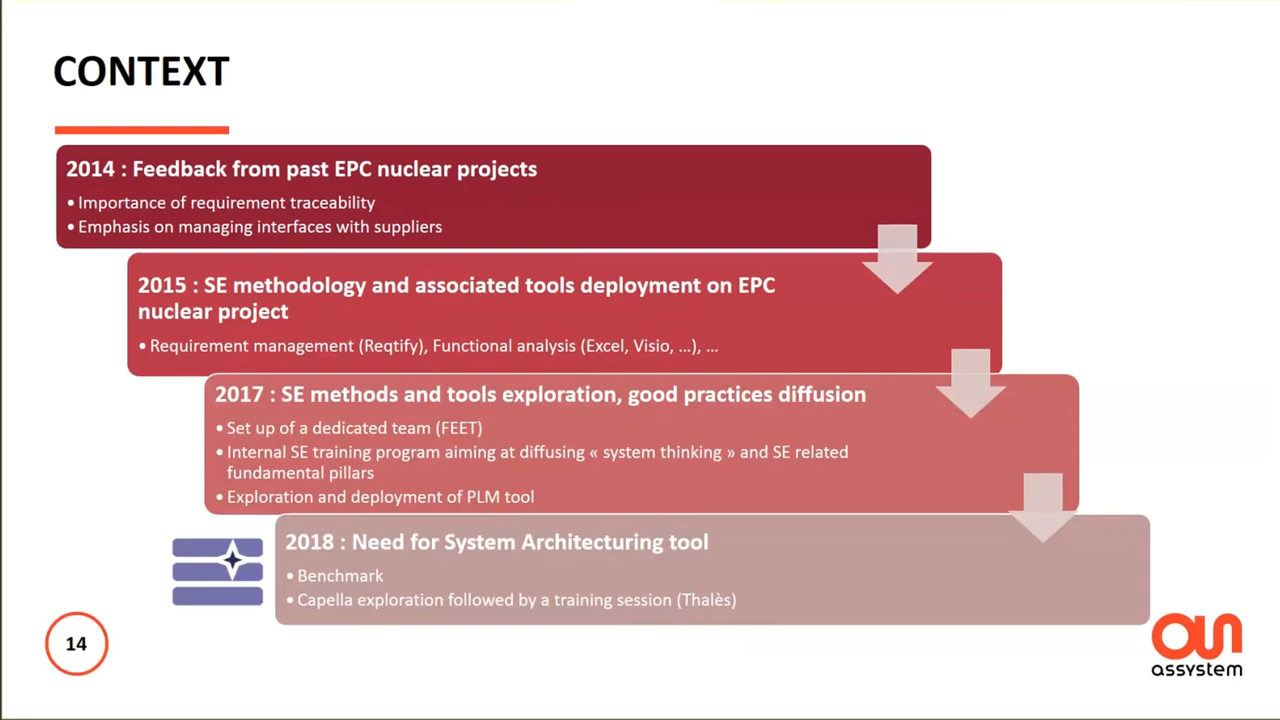 CONTEXT
2014 : Feedback from past EPC nuclear projects
• Importance of requirement traceability
• Emphasis on managing interfaces with suppliers
2015 : SE methodology and associated tools deployment on EPC
nuclear project
• Requirement management (Reqtify), Functional analysis (Excel, Visio, ...), ...
2017 : SE methods and tools exploration, good practices diffusion
• Set up of a dedicated team (FEET)
• Internal SE training program aiming at diffusing « system thinking » and SE related
fundamental pillars
• Exploration and deployment of PLM tool
2018 : Need for System Architecturing tool
• Benchmark
• Capella exploration followed by a training session (Thalès)
14
assystem